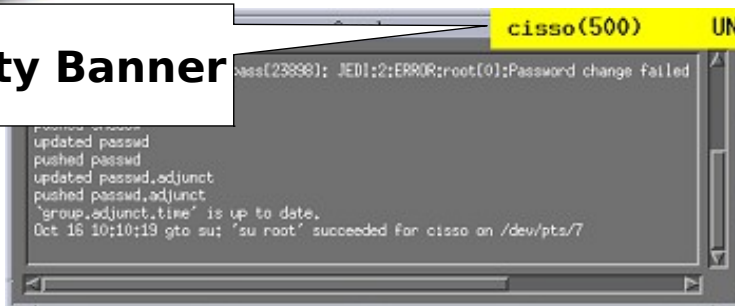 cisso(500) UN
ty Banner
pass[23898]: JEDI:2:ERROR:root[0]:Password change failed
updated passwd
pushed passwd
updated passwd.adjunct
pushed passwd.adjunct
`group.adjunct.time' is up to date.
Oct 16 10:10:19 gto su: 'su root' succeeded for cisso on /dev/pts/7